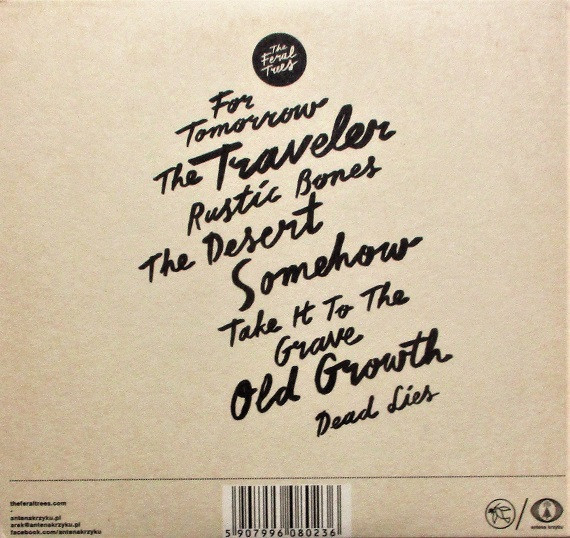 The
Feral
Trees
For
Tomorrow
The Traveler
Rustic Bones
The Desert
Somehow
Take It To The
Grave
Old Growth
Dead Lies
theferaltrees.com
antenakrzyku.pl
arek@antenakrzyku.pl
facebook.com/antenakrzyku
5 907996 080236
antena krzyku